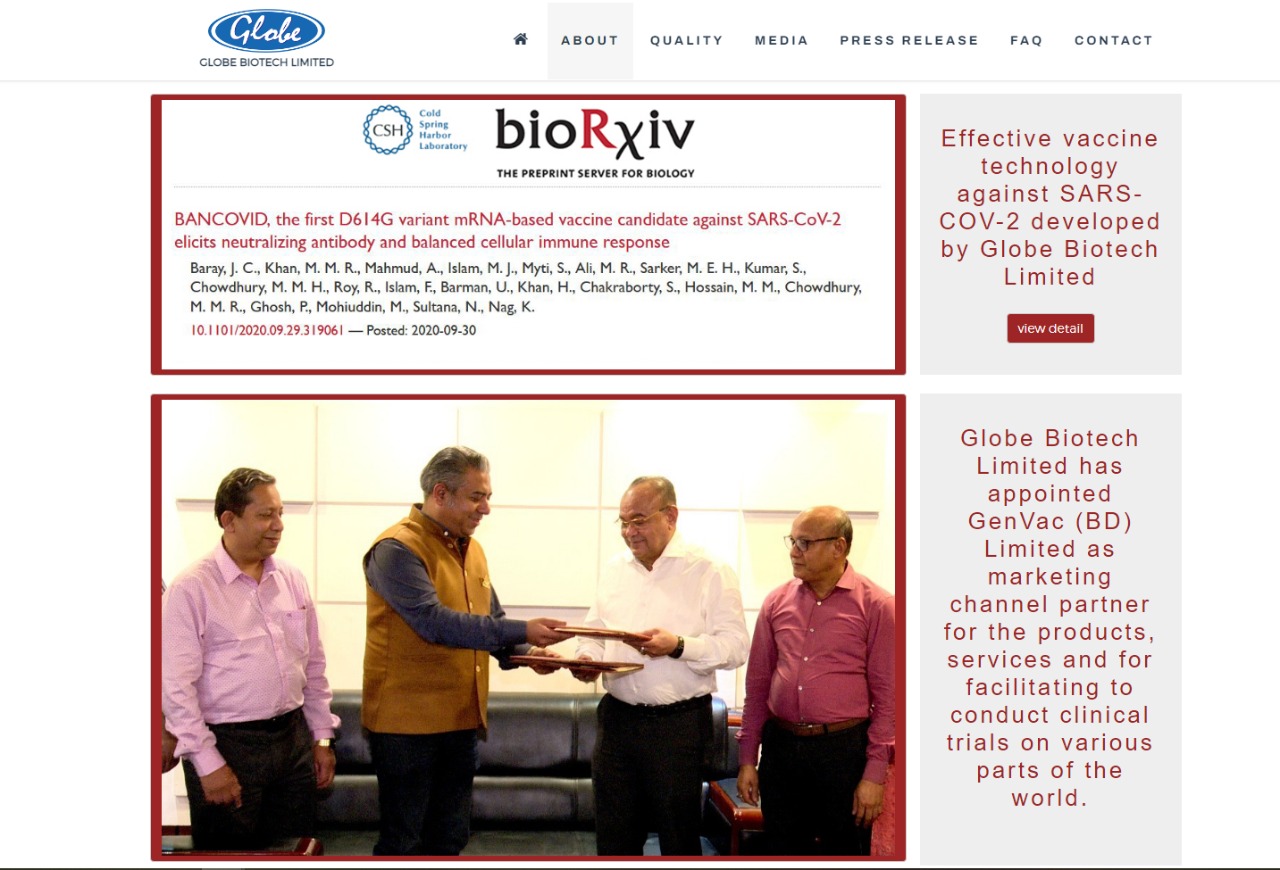 Globe
GLOBE BIOTECH LIMITED
ABOUT
QUALITY
MEDIA
PRESS RELEASE
FAQ
CONTACT
CSH
Cold
Spring
Harbor
Laboratory
bioRχiv
THE PREPRINT SERVER FOR BIOLOGY
BANCOVID, the first D614G variant mRNA-based vaccine candidate against SARS-CoV-2
elicits neutralizing antibody and balanced cellular immune response
Baray, J. C., Khan, M. M. R., Mahmud, A., Islam, M. J., Myti, S., Ali, M. R., Sarker, M. E. H., Kumar, S.,
Chowdhury, M. M. H., Roy, R., Islam, F., Barman, U., Khan, H., Chakraborty, S., Hossain, M. M., Chowdhury,
M. M. R., Ghosh, P., Mohiuddin, M., Sultana, N., Nag, K.
10.1101/2020.09.29.319061 — Posted: 2020-09-30
Effective vaccine
technology
against SARS-
COV-2 developed
by Globe Biotech
Limited
view detail
Globe Biotech
Limited has
appointed
GenVac (BD)
Limited as
marketing
channel partner
for the products,
services and for
facilitating to
conduct clinical
trials on various
parts of the
world.